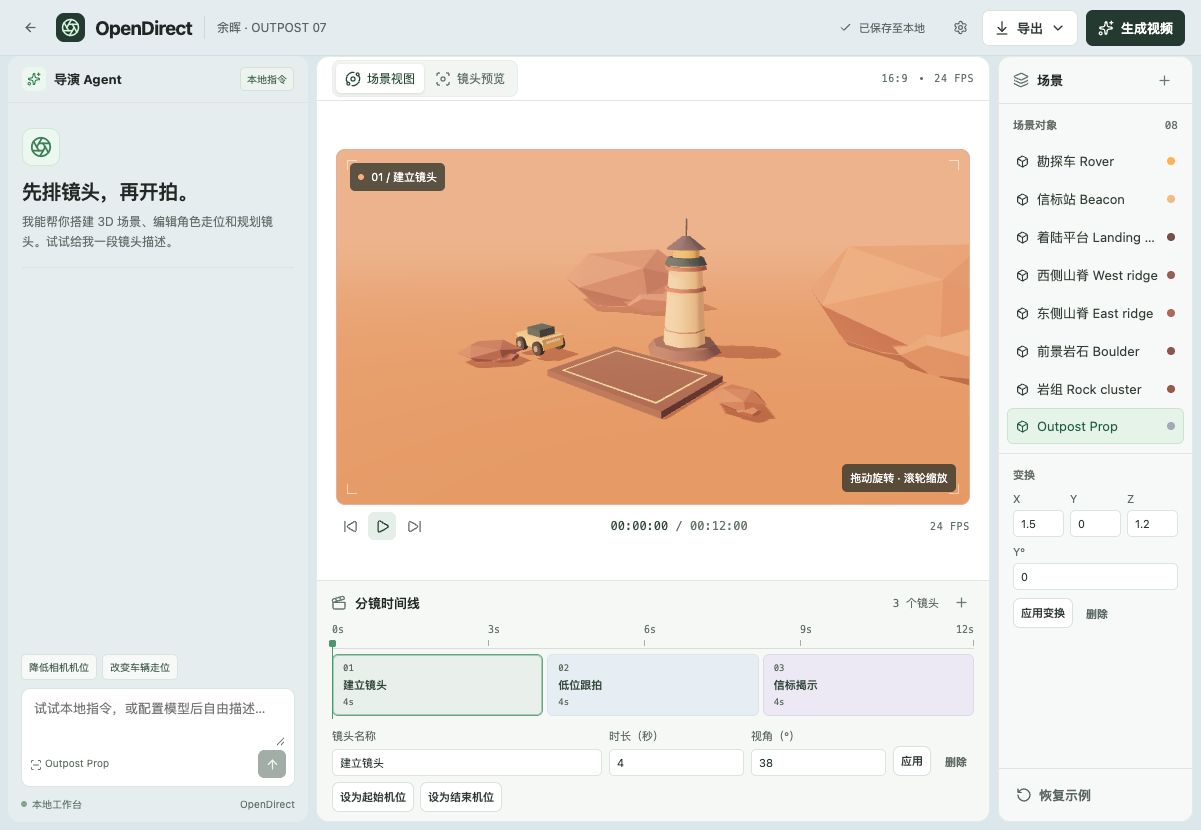 OpenDirect
余晖 · OUTPOST 07
已保存至本地
导出
生成视频
导演 Agent
本地指令
先排镜头，再开拍。
我能帮你搭建 3D 场景、编辑角色走位和规划镜
头。试试给我一段镜头描述。
降低相机机位
改变车辆走位
试试本地指令，或配置模型后自由描述...
Outpost Prop
本地工作台
OpenDirect
场景视图
镜头预览
16:9 • 24 FPS
01 / 建立镜头
拖动旋转 · 滚轮缩放
00:00:00 / 00:12:00
24 FPS
分镜时间线
3 个镜头
0s
3s
6s
9s
12s
01
建立镜头
4s
02
低位跟拍
4s
03
信标揭示
4s
镜头名称
时长（秒）
视角（°）
建立镜头
4
38
应用
删除
设为起始机位
设为结束机位
场景
场景对象
08
勘探车 Rover
信标站 Beacon
着陆平台 Landing ...
西侧山脊 West ridge
东侧山脊 East ridge
前景岩石 Boulder
岩组 Rock cluster
Outpost Prop
变换
X
Y
Z
1.5
0
1.2
Y°
0
应用变换
删除
恢复示例